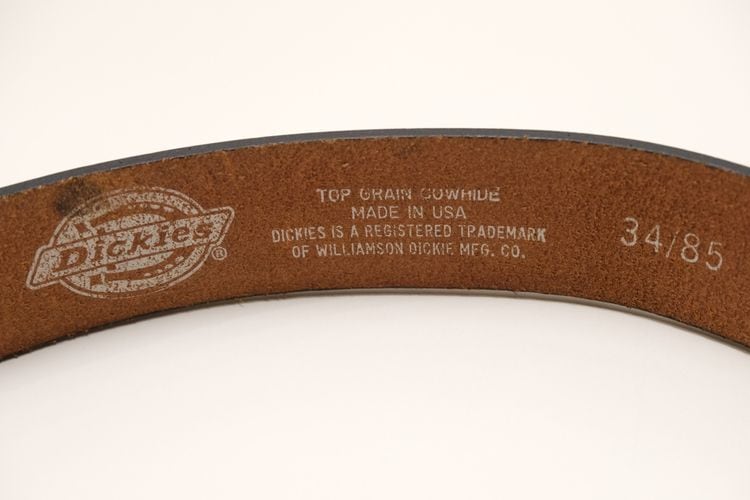 Dickies®
TOP GRAIN COWHIDE
MADE IN USA
DICKIES IS A REGISTERED TRADEMARK
OF WILLIAMSON DICKIE MFG. CO.
34/85